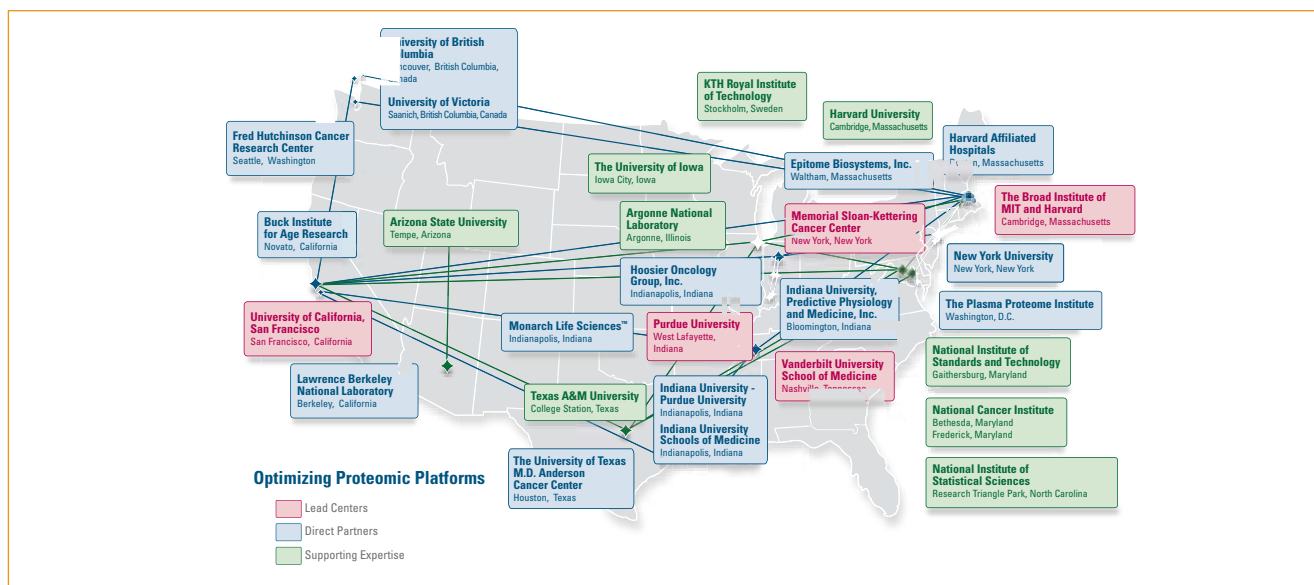 University of British
Columbia
Vancouver, British Columbia,
Canada
University of Victoria
Saanich, British Columbia, Canada
KTH Royal Institute
of Technology
Stockholm, Sweden
Harvard University
Cambridge, Massachusetts
Fred Hutchinson Cancer
Research Center
Seattle, Washington
Harvard Affiliated
Hospitals
Massachusetts
The University of Iowa
Iowa City, Iowa
Epitome Biosystems, Inc.
Waltham, Massachusetts
The Broad Institute of
MIT and Harvard
Cambridge, Massachusetts
Buck Institute
for Age Research
Novato, California
Arizona State University
Tempe, Arizona
Argonne National
Laboratory
Argonne, Illinois
Memorial Sloan-Kettering
Cancer Center
New York, New York
New York University
New York, New York
Hoosier Oncology
Group, Inc.
Indianapolis, Indiana
Indiana University,
Predictive Physiology
and Medicine, Inc.
Bloomington, Indiana
The Plasma Proteome Institute
Washington, D.C.
University of California,
San Francisco
San Francisco, California
Monarch Life Sciences™
Indianapolis, Indiana
Purdue University
West Lafayette,
Indiana
Vanderbilt University
School of Medicine
Nashville, Tennessee
National Institute of
Standards and Technology
Gaithersburg, Maryland
Lawrence Berkeley
National Laboratory
Berkeley, California
Texas A&M University
College Station, Texas
Indiana University -
Purdue University
Indianapolis, Indiana
Indiana University
Schools of Medicine
Indianapolis, Indiana
National Cancer Institute
Bethesda, Maryland
Frederick, Maryland
The University of Texas
M.D. Anderson
Cancer Center
Houston, Texas
National Institute of
Statistical Sciences
Research Triangle Park, North Carolina
Optimizing Proteomic Platforms
Lead Centers
Direct Partners
Supporting Expertise